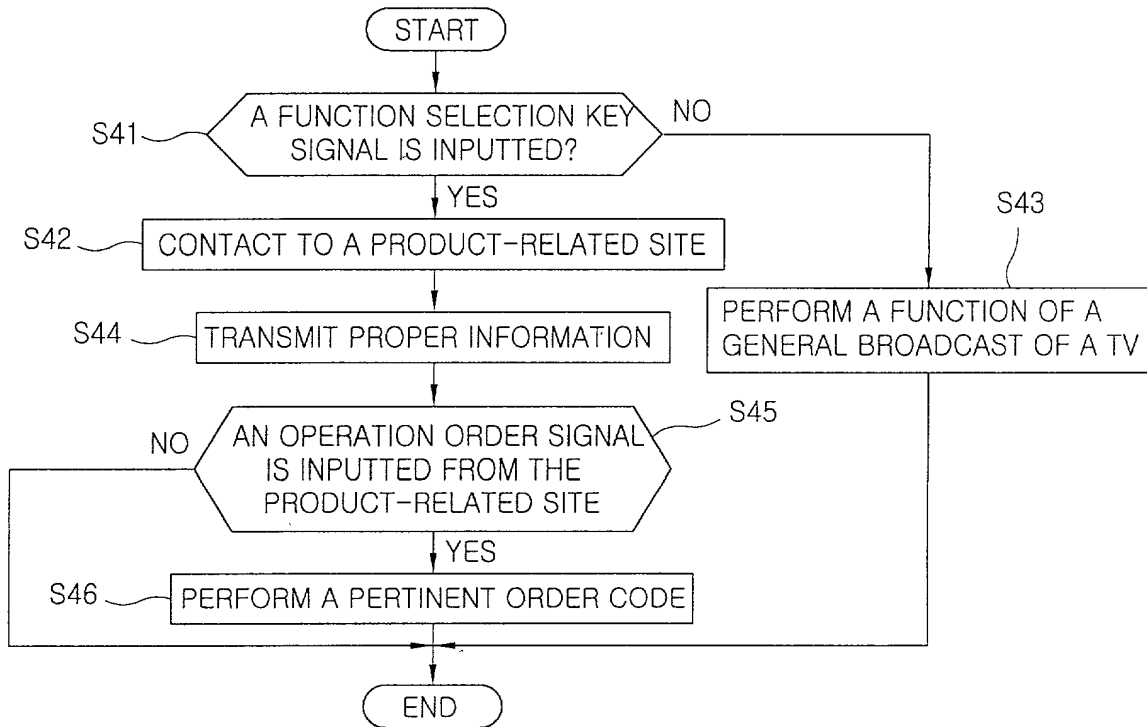 START
S41
A FUNCTION SELECTION KEY
SIGNAL IS INPUTTED?
NO
YES
S42
CONTACT TO A PRODUCT-RELATED SITE
S43
PERFORM A FUNCTION OF A
GENERAL BROADCAST OF A TV
S44
TRANSMIT PROPER INFORMATION
S45
NO
AN OPERATION ORDER SIGNAL
IS INPUTTED FROM THE
PRODUCT-RELATED SITE
YES
S46
PERFORM A PERTINENT ORDER CODE
END